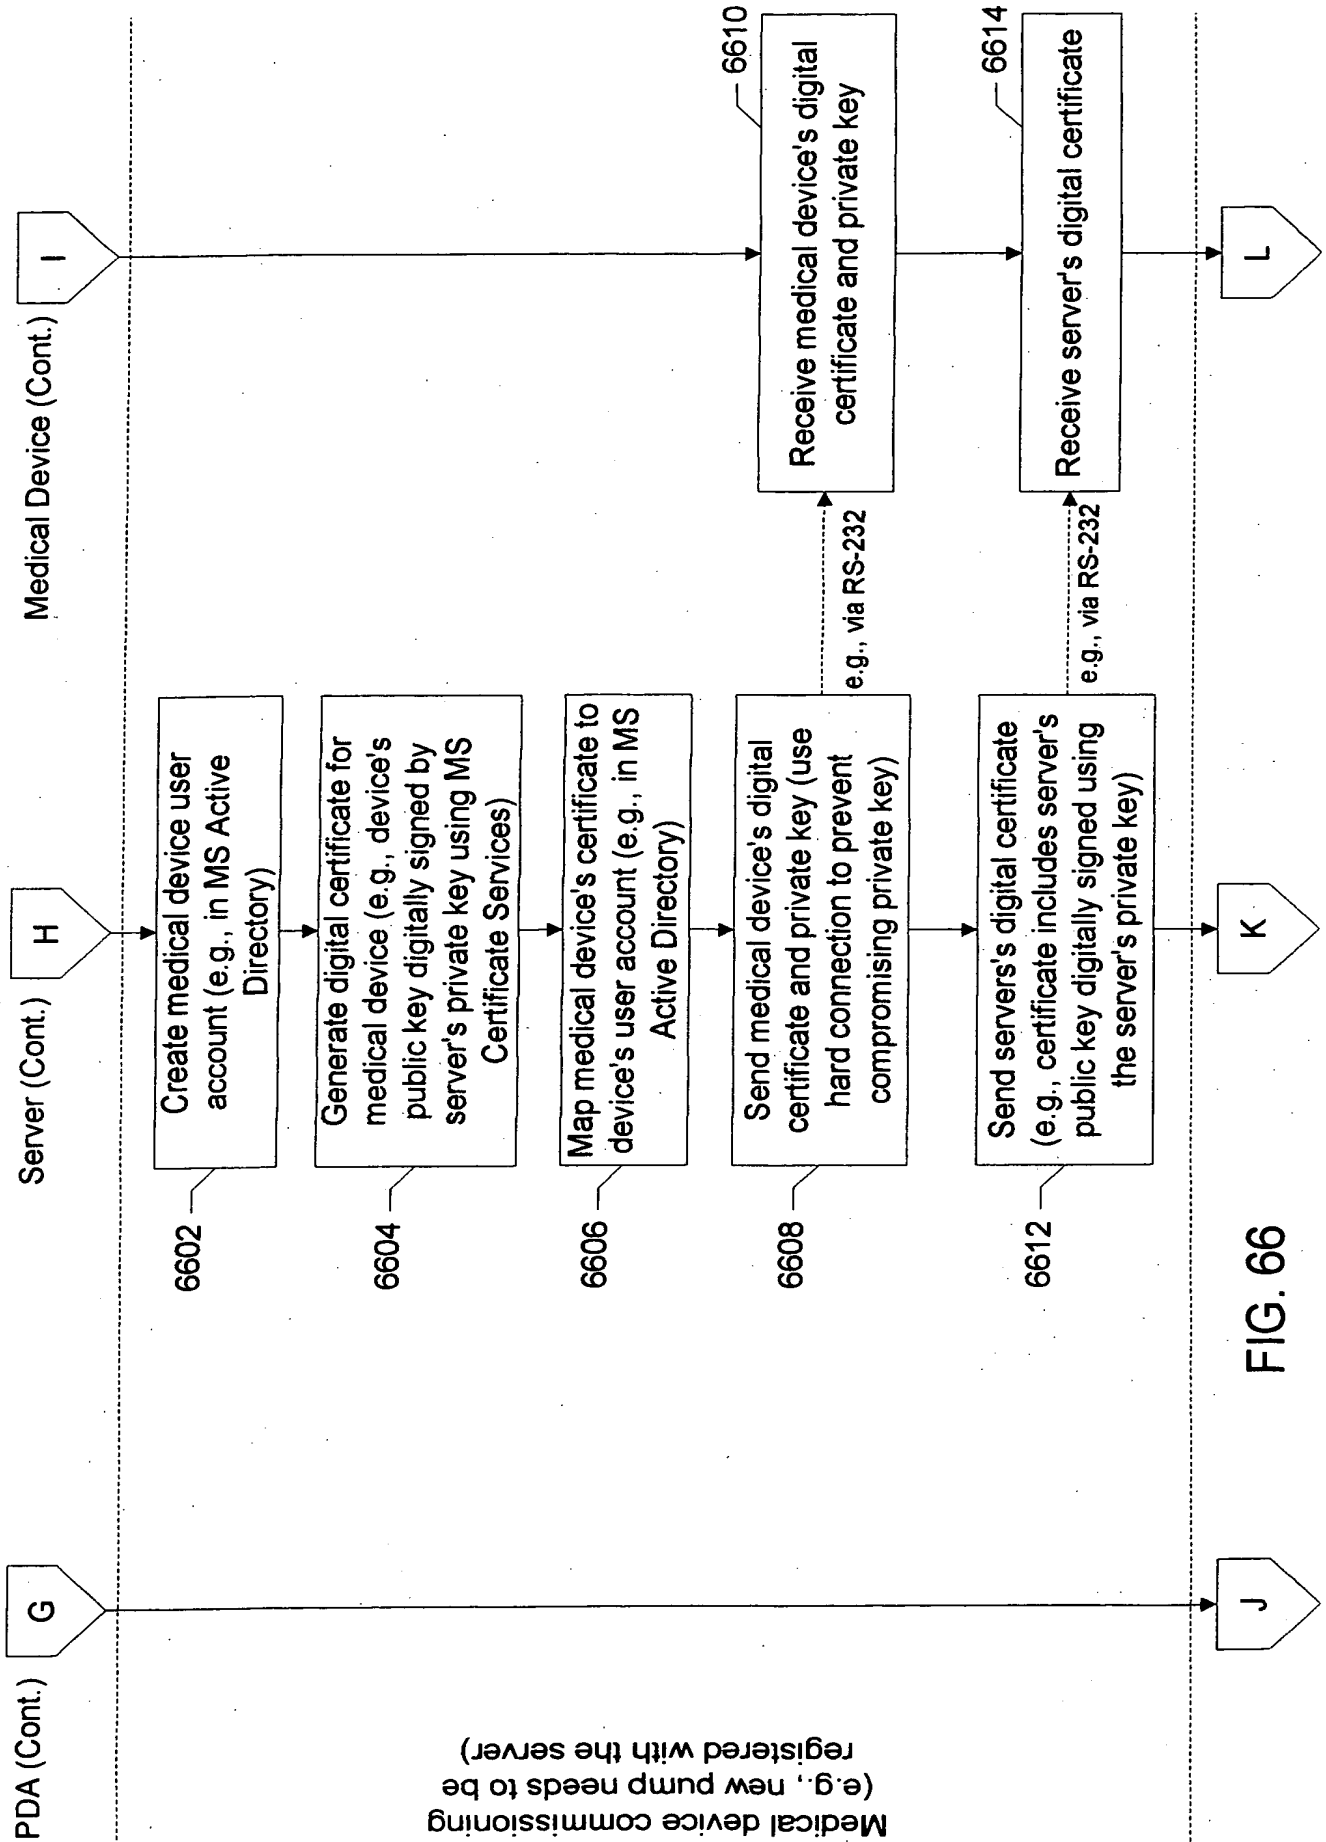 PDA (Cont.)
G
Server (Cont.)
H
Medical Device (Cont.)
I
Medical device commissioning
(e.g., new pump needs to be
registered with the server)
6602
Create medical device user
account (e.g., in MS Active
Directory)
6604
Generate digital certificate for
medical device (e.g., device's
public key digitally signed by
server's private key using MS
Certificate Services)
6606
Map medical device's certificate to
device's user account (e.g., in MS
Active Directory)
6608
Send medical device's digital
certificate and private key (use
hard connection to prevent
compromising private key)
e.g., via RS-232
6610
Receive medical device's digital
certificate and private key
6612
Send servers's digital certificate
(e.g., certificate includes server's
public key digitally signed using
the server's private key)
e.g., via RS-232
6614
Receive server's digital certificate
J
K
L
FIG. 66